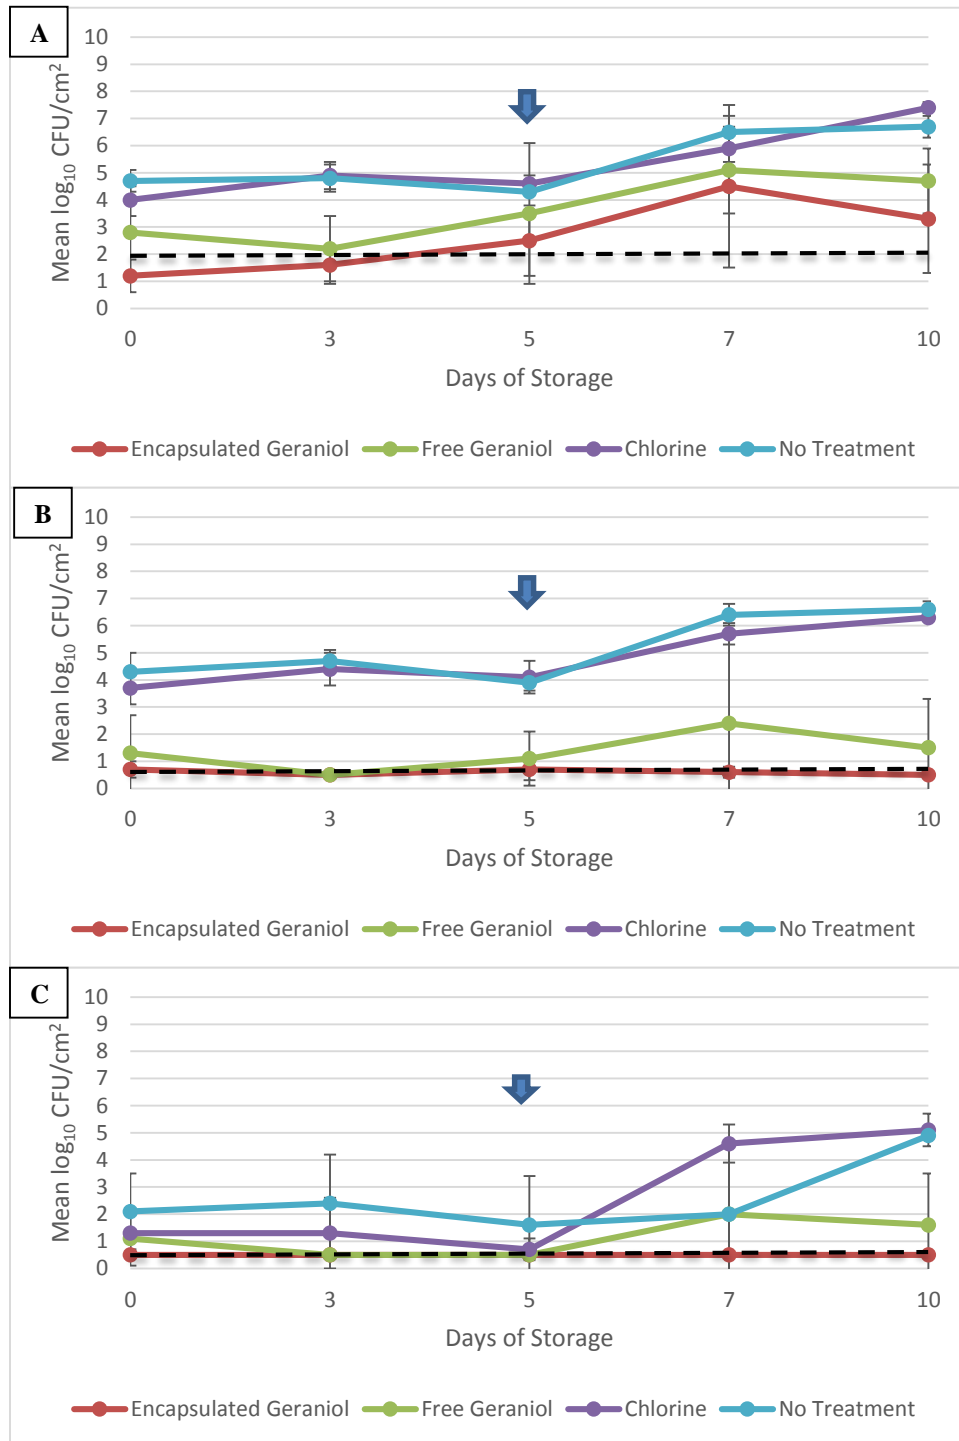 A
10
9
8
7
6
5
4
3
2
1
0
Mean log₁₀ CFU/cm²
0 3 5 7 10
Days of Storage
Encapsulated Geraniol Free Geraniol Chlorine No Treatment
B
10
9
8
7
6
5
4
3
2
1
0
Mean log₁₀ CFU/cm²
0 3 5 7 10
Days of Storage
Encapsulated Geraniol Free Geraniol Chlorine No Treatment
C
10
9
8
7
6
5
4
3
2
1
0
Mean log₁₀ CFU/cm²
0 3 5 7 10
Days of Storage
Encapsulated Geraniol Free Geraniol Chlorine No Treatment